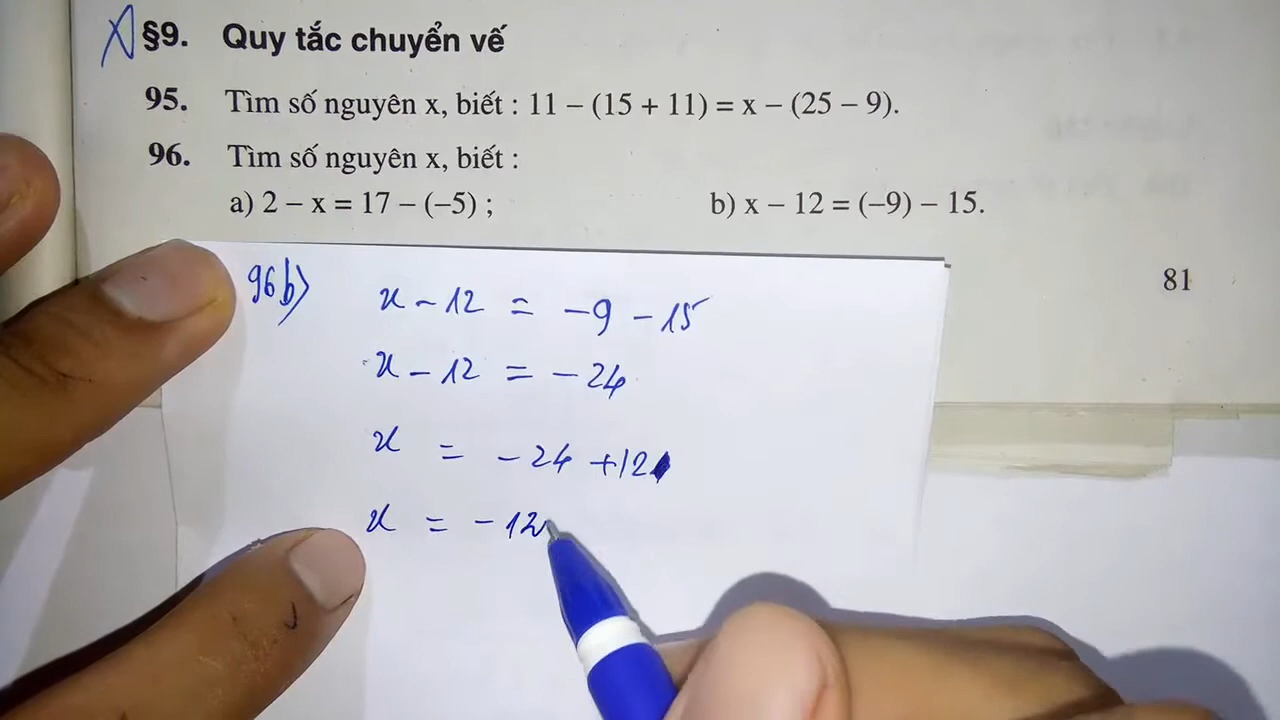 §9. Quy tắc chuyển vế
95. Tìm số nguyên x, biết : 11 – (15 + 11) = x – (25 – 9).
96. Tìm số nguyên x, biết :
a) 2 – x = 17 – (–5) ; b) x – 12 = (–9) – 15.
81
96b) x - 12 = -9 - 15
x - 12 = -24
x = -24 + 12
x = -12